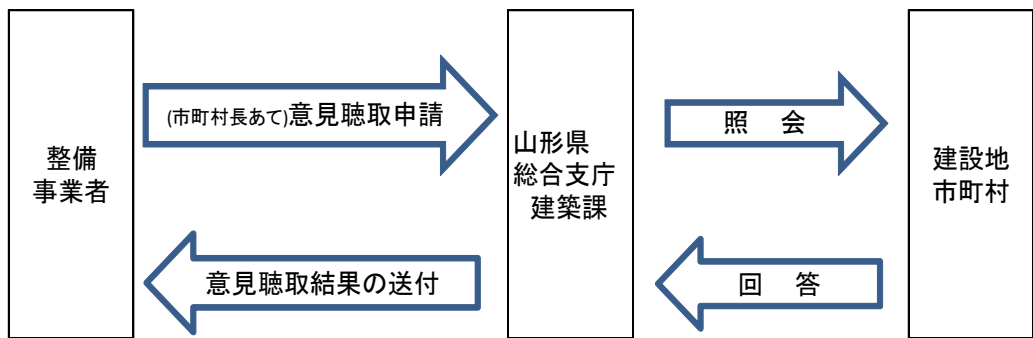 整備
事業者
(市町村長あて)意見聴取申請
意見聴取結果の送付
山形県
総合支庁
建築課
照　会
回　答
建設地
市町村